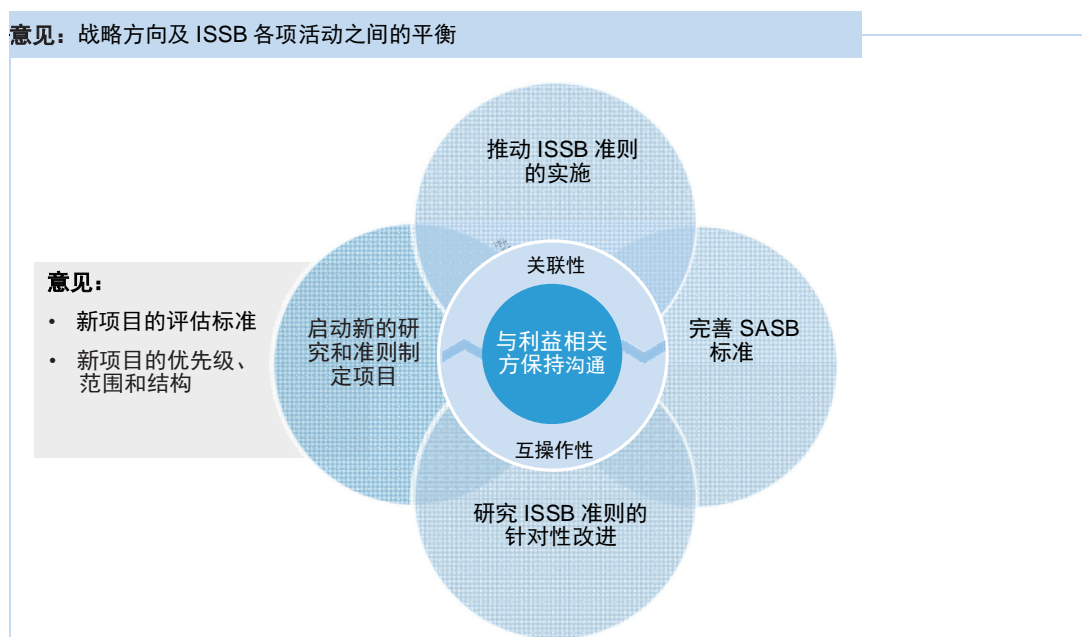 意见：战略方向及 ISSB 各项活动之间的平衡
推动 ISSB 准则
的实施
关联性
意见：
• 新项目的评估标准
• 新项目的优先级、
范围和结构
启动新的研
究和准则制
定项目
与利益相关
方保持沟通
完善 SASB
标准
互操作性
研究 ISSB 准则的
针对性改进